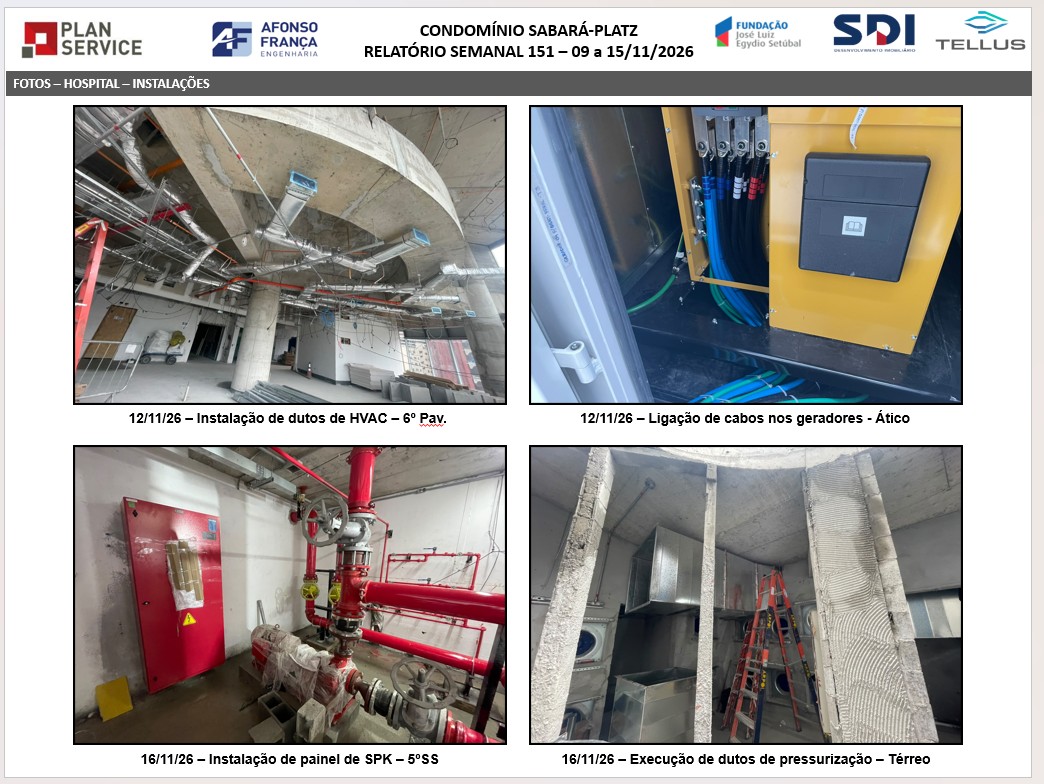 PLAN
SERVICE
AFONSO
FRANÇA
ENGENHARIA
CONDOMÍNIO SABARÁ-PLATZ
RELATÓRIO SEMANAL 151 – 09 a 15/11/2026
FUNDAÇÃO
José Luiz
Egydio Setúbal
SDI
DESENVOLVIMENTO IMOBILIÁRIO
TELLUS
FOTOS – HOSPITAL – INSTALAÇÕES
12/11/26 – Instalação de dutos de HVAC – 6º Pav.
12/11/26 – Ligação de cabos nos geradores - Ático
16/11/26 – Instalação de painel de SPK – 5ºSS
16/11/26 – Execução de dutos de pressurização – Térreo